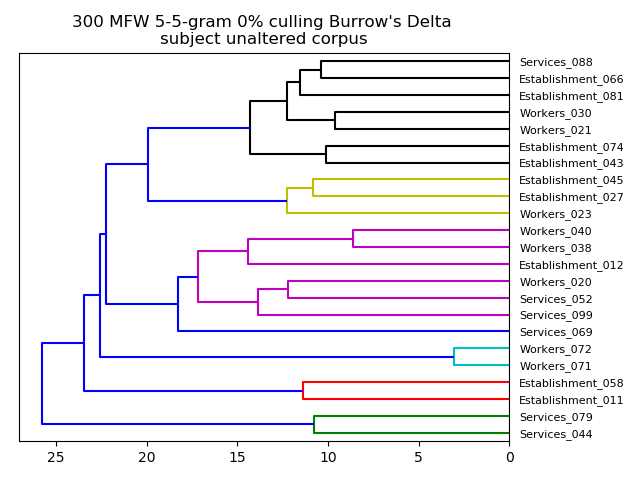 300 MFW 5-5-gram 0% culling Burrow's Delta
subject unaltered corpus
Services_088
Establishment_066
Establishment_081
Workers_030
Workers_021
Establishment_074
Establishment_043
Establishment_045
Establishment_027
Workers_023
Workers_040
Workers_038
Establishment_012
Workers_020
Services_052
Services_099
Services_069
Workers_072
Workers_071
Establishment_058
Establishment_011
Services_079
Services_044
25 20 15 10 5 0